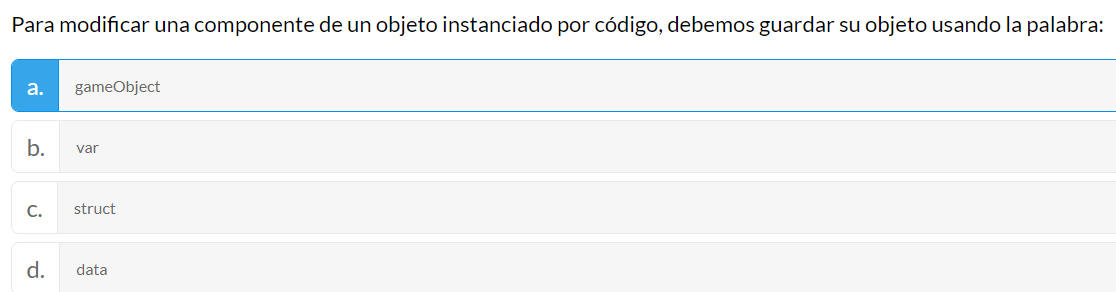 Para modificar una componente de un objeto instanciado por código, debemos guardar su objeto usando la palabra:
a. gameObject
b. var
c. struct
d. data